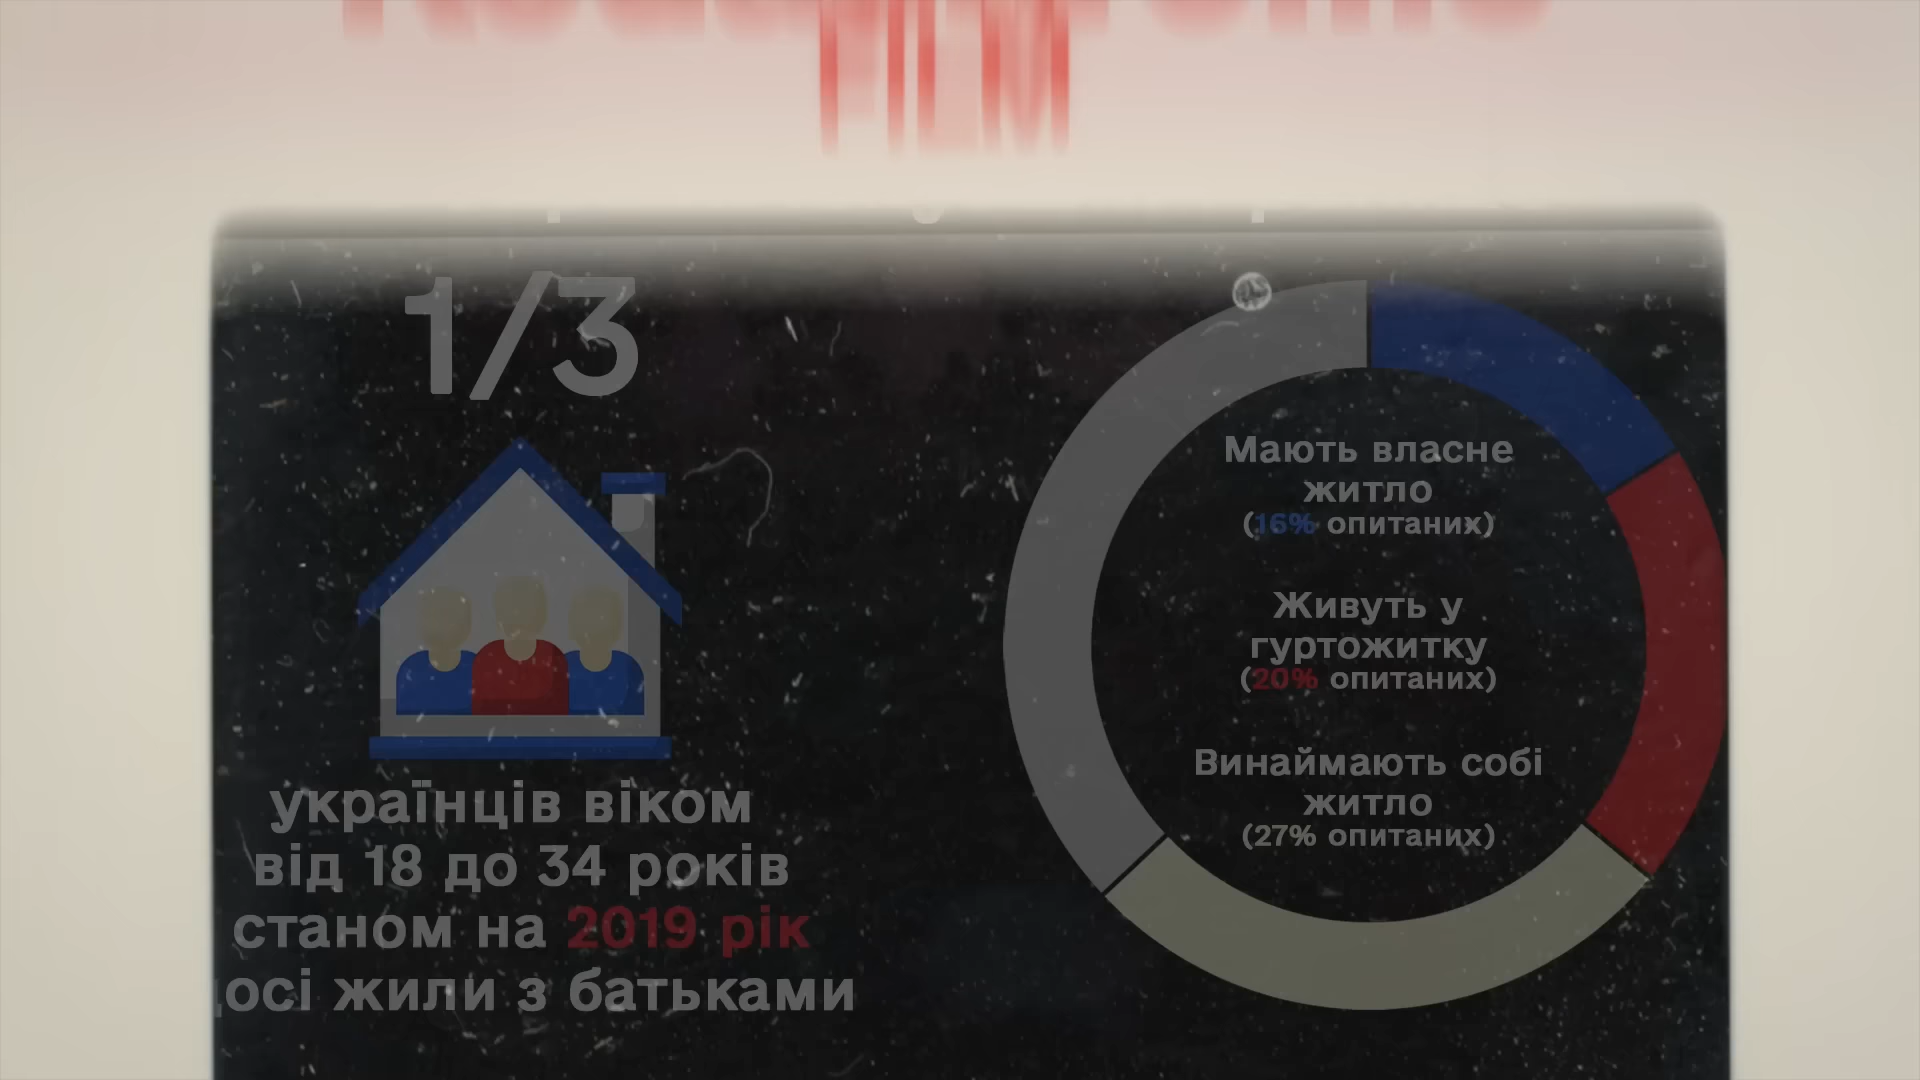 1/3
українців віком
від 18 до 34 років
станом на 2019 рік
досі жили з батьками
Мають власне
житло
(16% опитаних)
Живуть у
гуртожитку
(20% опитаних)
Винаймають собі
житло
(27% опитаних)